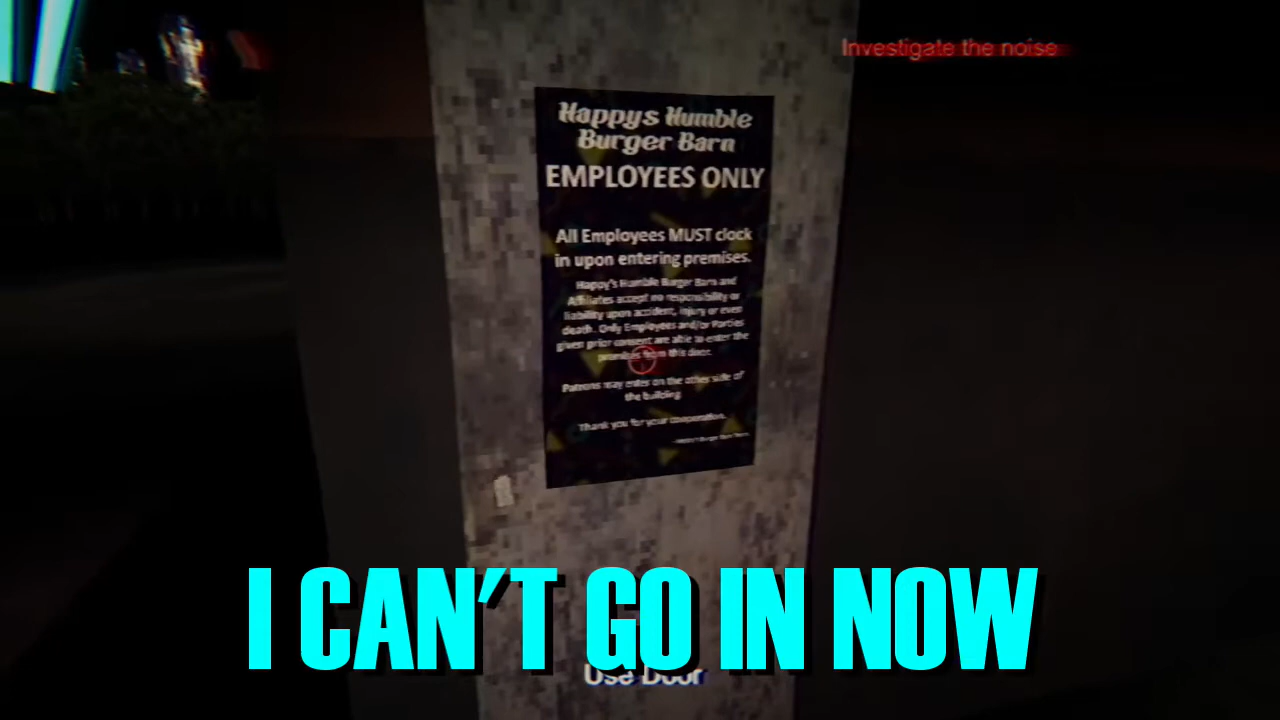 Investigate the noise
Happys Humble
Burger Barn
EMPLOYEES ONLY
All Employees MUST clock
in upon entering premises.
Happy's Humble Burger Barn and
Affiliates accept no responsibility or
liability upon accident, injury or even
death. Only Employees and/or Parties
given prior consent are able to enter the
premises from this door.
Patrons may enter on the other side of
the building.
Thank you for your cooperation.
Burger Barn
I CAN'T GO IN NOW
Use Door